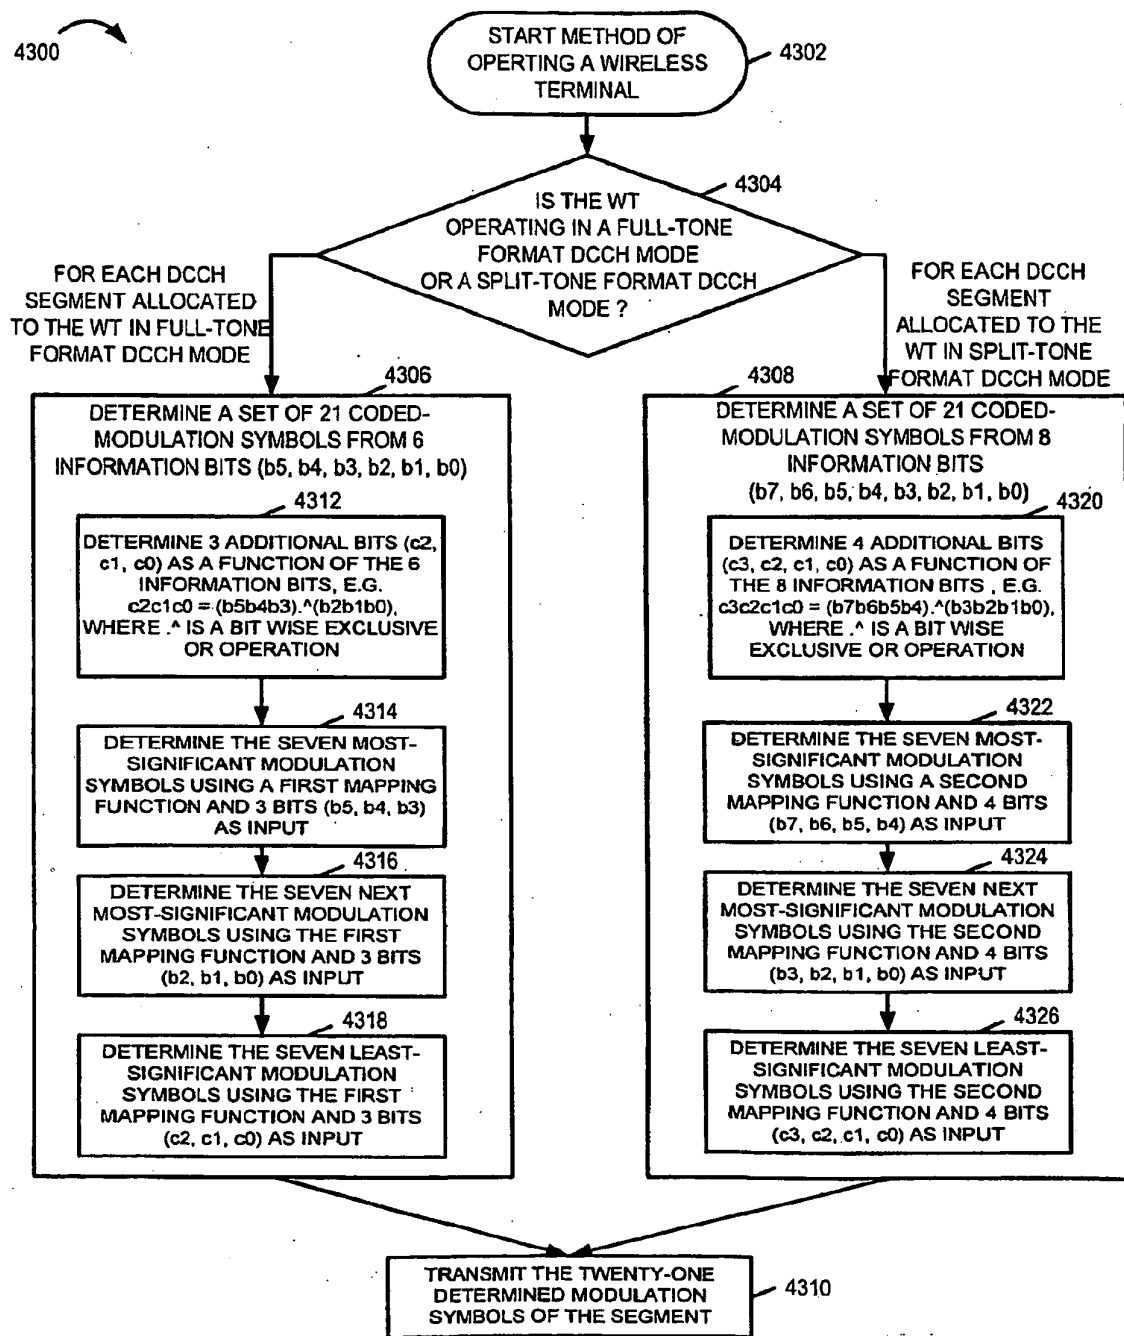 4300
START METHOD OF
OPERTING A WIRELESS
TERMINAL
4302
4304
IS THE WT
OPERATING IN A FULL-TONE
FORMAT DCCH MODE
OR A SPLIT-TONE FORMAT DCCH
MODE ?
FOR EACH DCCH
SEGMENT ALLOCATED
TO THE WT IN FULL-TONE
FORMAT DCCH MODE
FOR EACH DCCH
SEGMENT
ALLOCATED TO THE
WT IN SPLIT-TONE
FORMAT DCCH MODE
4306
DETERMINE A SET OF 21 CODED-
MODULATION SYMBOLS FROM 6
INFORMATION BITS (b5, b4, b3, b2, b1, b0)
4312
DETERMINE 3 ADDITIONAL BITS (c2,
c1, c0) AS A FUNCTION OF THE 6
INFORMATION BITS, E.G.
c2c1c0 = (b5b4b3).^(b2b1b0),
WHERE .^ IS A BIT WISE EXCLUSIVE
OR OPERATION
4314
DETERMINE THE SEVEN MOST-
SIGNIFICANT MODULATION
SYMBOLS USING A FIRST MAPPING
FUNCTION AND 3 BITS (b5, b4, b3)
AS INPUT
4316
DETERMINE THE SEVEN NEXT
MOST-SIGNIFICANT MODULATION
SYMBOLS USING THE FIRST
MAPPING FUNCTION AND 3 BITS
(b2, b1, b0) AS INPUT
4318
DETERMINE THE SEVEN LEAST-
SIGNIFICANT MODULATION
SYMBOLS USING THE FIRST
MAPPING FUNCTION AND 3 BITS
(c2, c1, c0) AS INPUT
4308
DETERMINE A SET OF 21 CODED-
MODULATION SYMBOLS FROM 8
INFORMATION BITS
(b7, b6, b5, b4, b3, b2, b1, b0)
4320
DETERMINE 4 ADDITIONAL BITS
(c3, c2, c1, c0) AS A FUNCTION OF
THE 8 INFORMATION BITS , E.G.
c3c2c1c0 = (b7b6b5b4).^(b3b2b1b0),
WHERE .^ IS A BIT WISE
EXCLUSIVE OR OPERATION
4322
DETERMINE THE SEVEN MOST-
SIGNIFICANT MODULATION
SYMBOLS USING A SECOND
MAPPING FUNCTION AND 4 BITS
(b7, b6, b5, b4) AS INPUT
4324
DETERMINE THE SEVEN NEXT
MOST-SIGNIFICANT MODULATION
SYMBOLS USING THE SECOND
MAPPING FUNCTION AND 4 BITS
(b3, b2, b1, b0) AS INPUT
4326
DETERMINE THE SEVEN LEAST-
SIGNIFICANT MODULATION
SYMBOLS USING THE SECOND
MAPPING FUNCTION AND 4 BITS
(c3, c2, c1, c0) AS INPUT
TRANSMIT THE TWENTY-ONE
DETERMINED MODULATION
SYMBOLS OF THE SEGMENT
4310